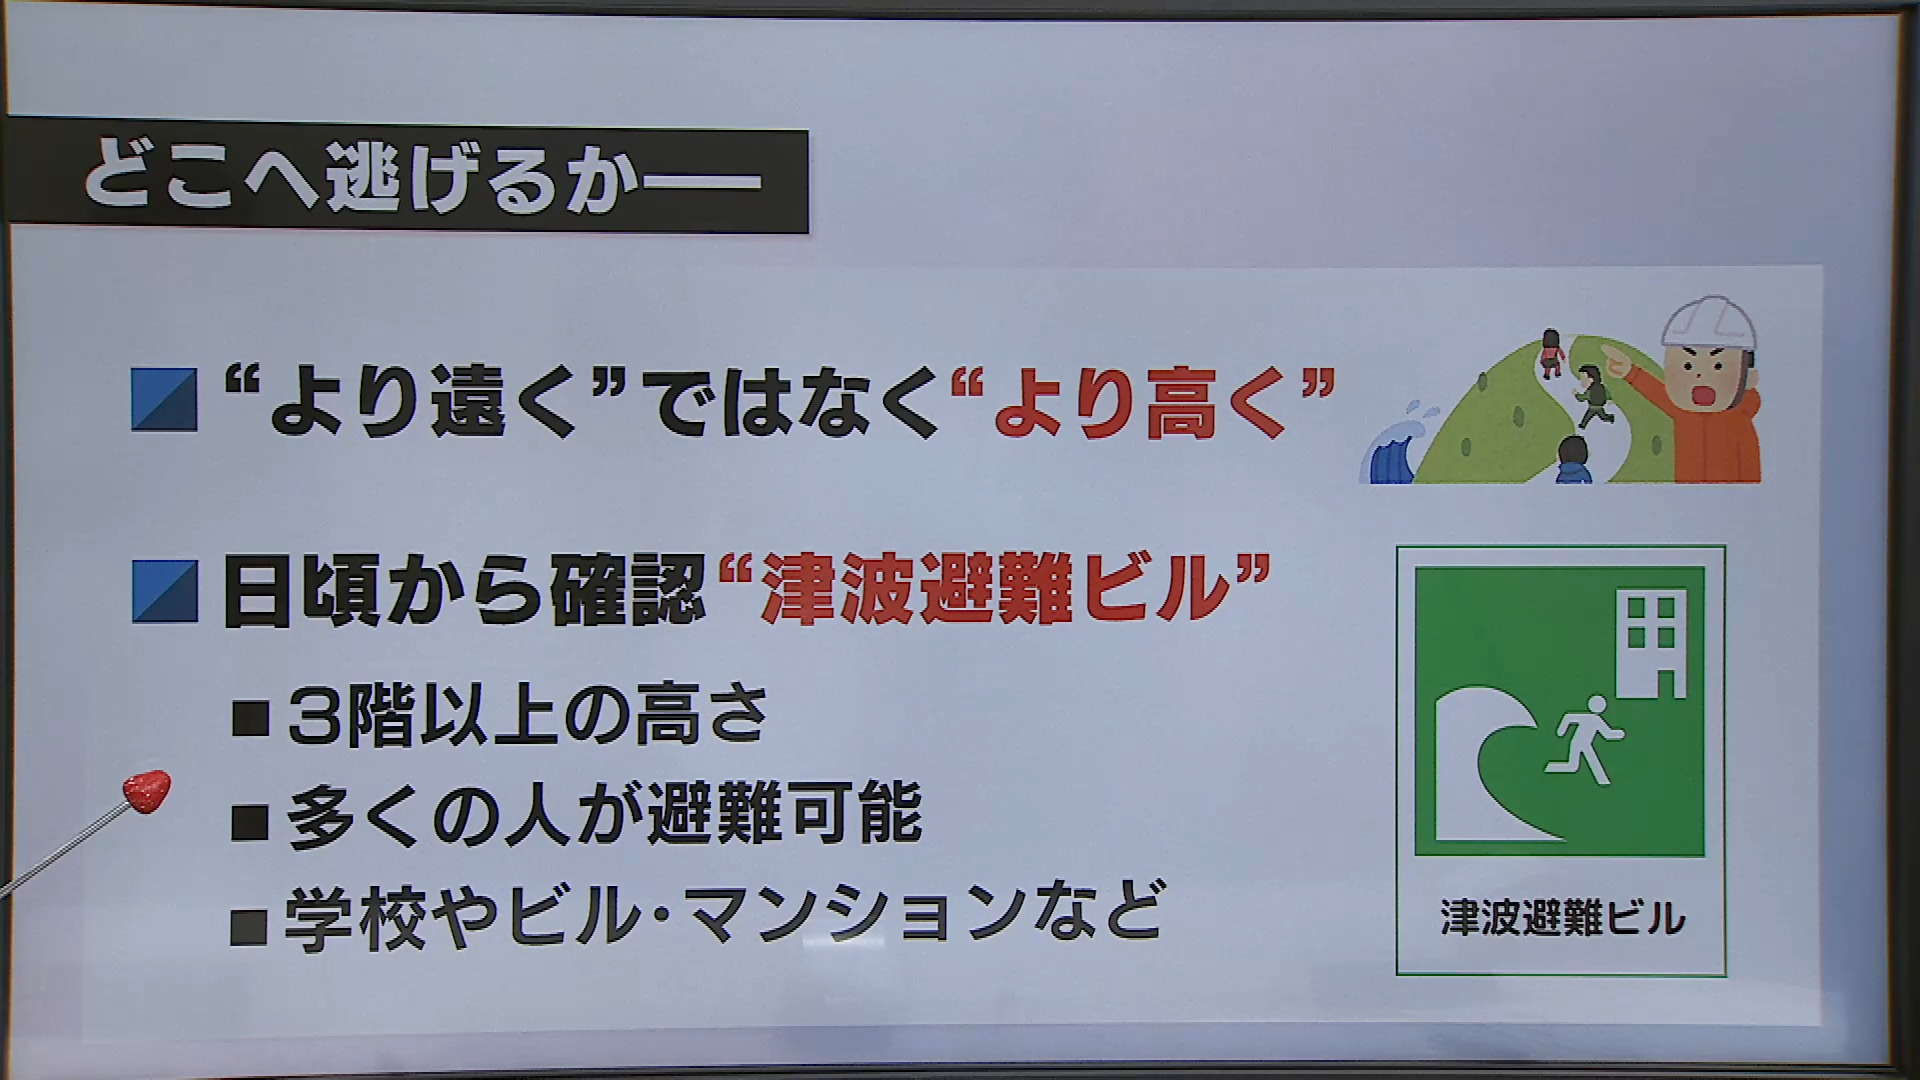 どこへ逃げるか――
“より遠く”ではなく“より高く”
日頃から確認“津波避難ビル”
3階以上の高さ
多くの人が避難可能
学校やビル・マンションなど
津波避難ビル